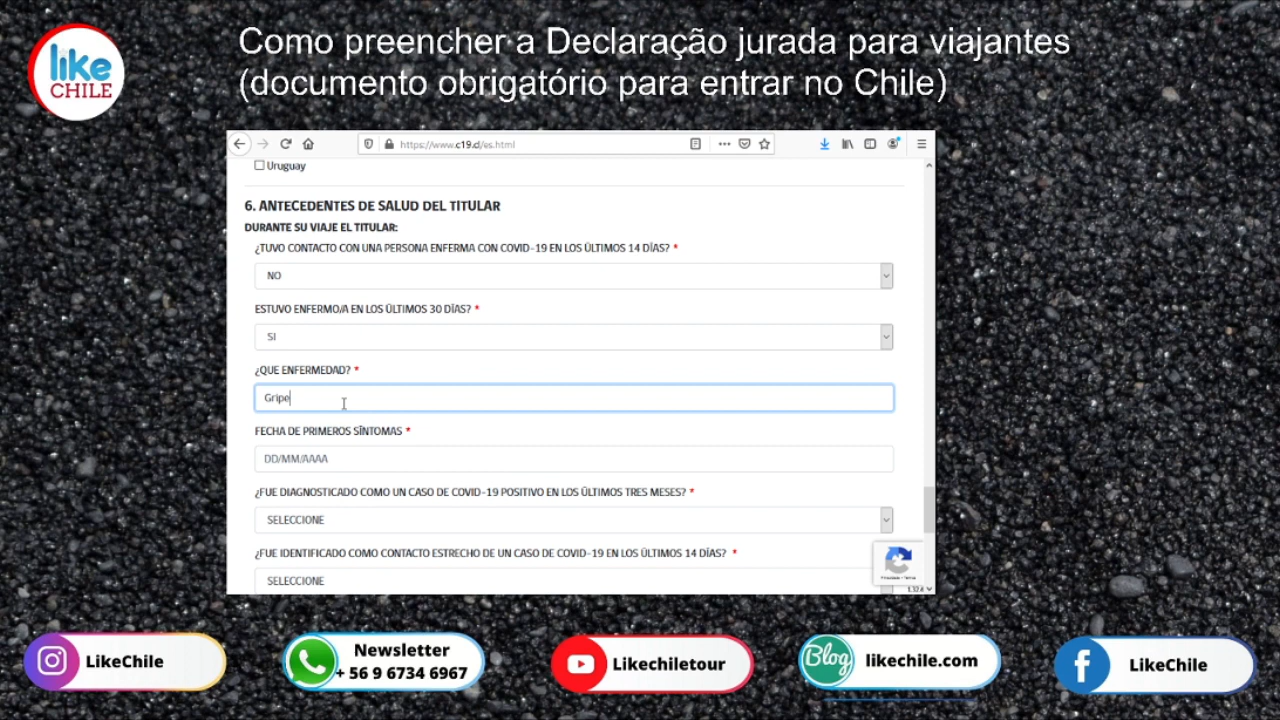 like
CHILE
Como preencher a Declaração jurada para viajantes
(documento obrigatório para entrar no Chile)
https://www.c19.cl/es.html
Uruguay
6. ANTECEDENTES DE SALUD DEL TITULAR
DURANTE SU VIAJE EL TITULAR:
¿TUVO CONTACTO CON UNA PERSONA ENFERMA CON COVID-19 EN LOS ÚLTIMOS 14 DÍAS? *
NO
ESTUVO ENFERMO/A EN LOS ÚLTIMOS 30 DÍAS? *
SI
¿QUE ENFERMEDAD? *
Gripe
FECHA DE PRIMEROS SÍNTOMAS *
DD/MM/AAAA
¿FUE DIAGNOSTICADO COMO UN CASO DE COVID-19 POSITIVO EN LOS ÚLTIMOS TRES MESES? *
SELECCIONE
¿FUE IDENTIFICADO COMO CONTACTO ESTRECHO DE UN CASO DE COVID-19 EN LOS ÚLTIMOS 14 DÍAS? *
SELECCIONE
LikeChile
Newsletter
+ 56 9 6734 6967
Likechiletour
Blog
likechile.com
LikeChile